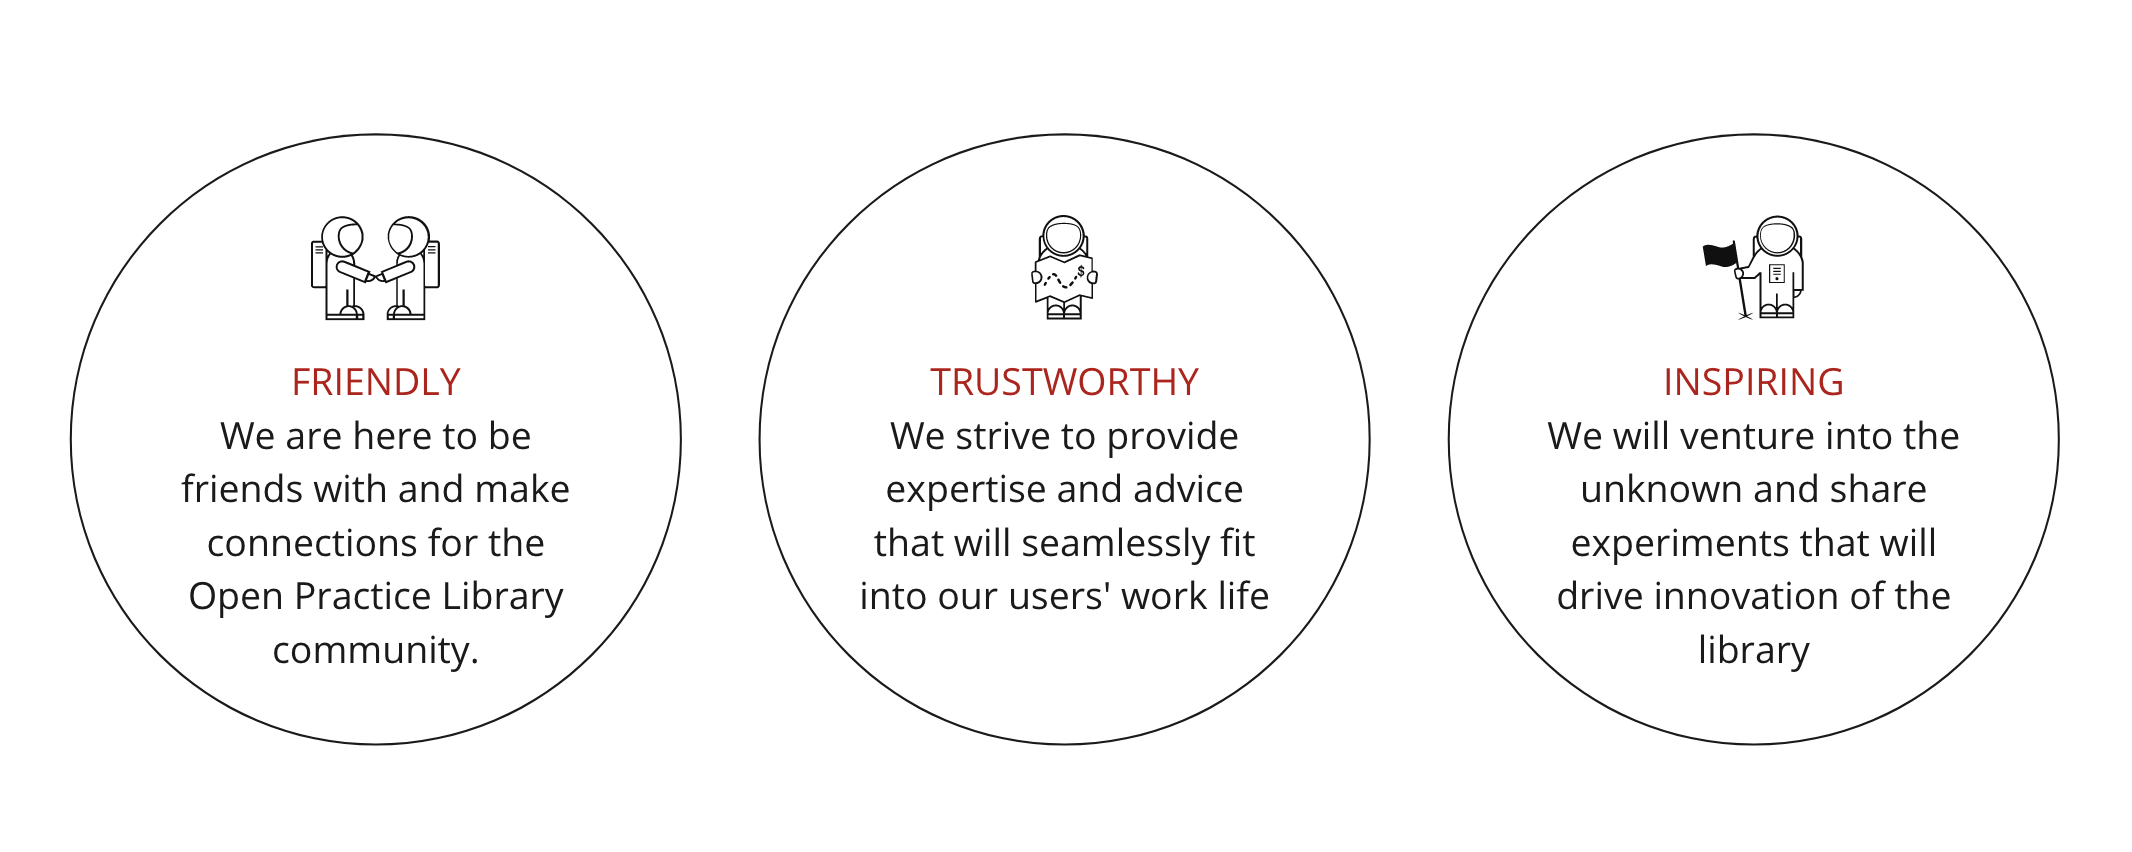 $
FRIENDLY
We are here to be
friends with and make
connections for the
Open Practice Library
community.
TRUSTWORTHY
We strive to provide
expertise and advice
that will seamlessly fit
into our users' work life
INSPIRING
We will venture into the
unknown and share
experiments that will
drive innovation of the
library